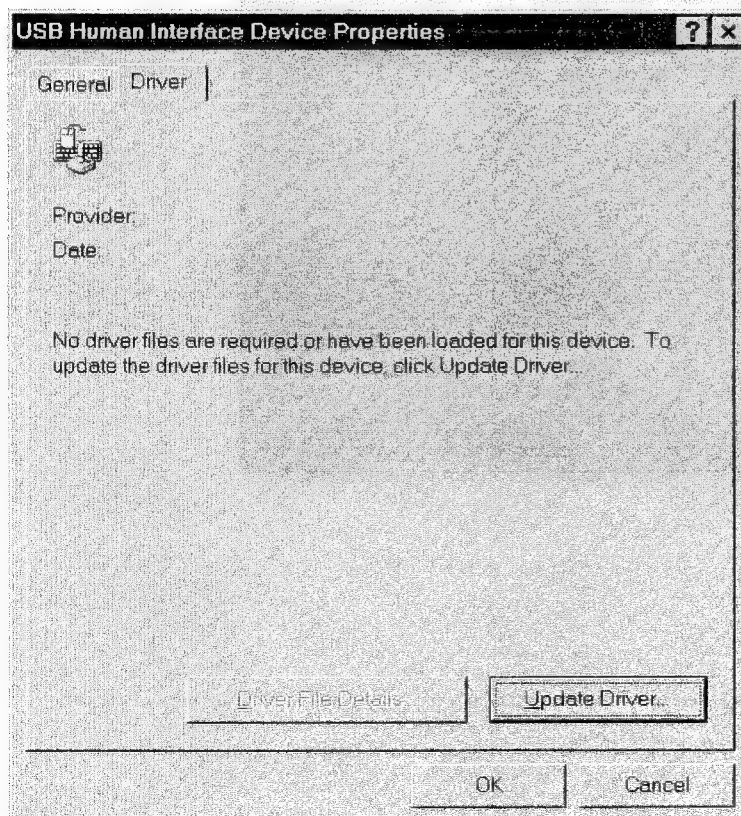 USB Human Interface Device Properties
General Driver
Provider:
Date:
No driver files are required or have been loaded for this device. To
update the driver files for this device, click Update Driver...
Driver File Details... Update Driver...
OK Cancel